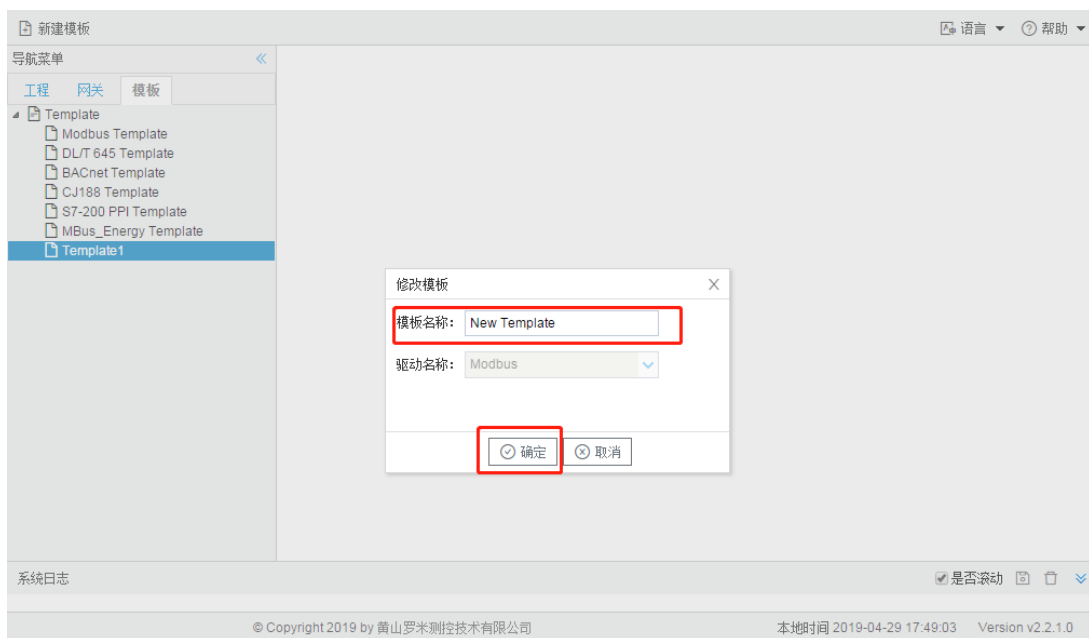 新建模板
语言
帮助
导航菜单
工程 网关 模板
Template
Modbus Template
DL/T 645 Template
BACnet Template
CJ188 Template
S7-200 PPI Template
MBus_Energy Template
Template1
修改模板
模板名称: New Template
驱动名称: Modbus
确定 取消
系统日志
是否滚动
© Copyright 2019 by 黄山罗米测控技术有限公司
本地时间 2019-04-29 17:49:03 Version v2.2.1.0